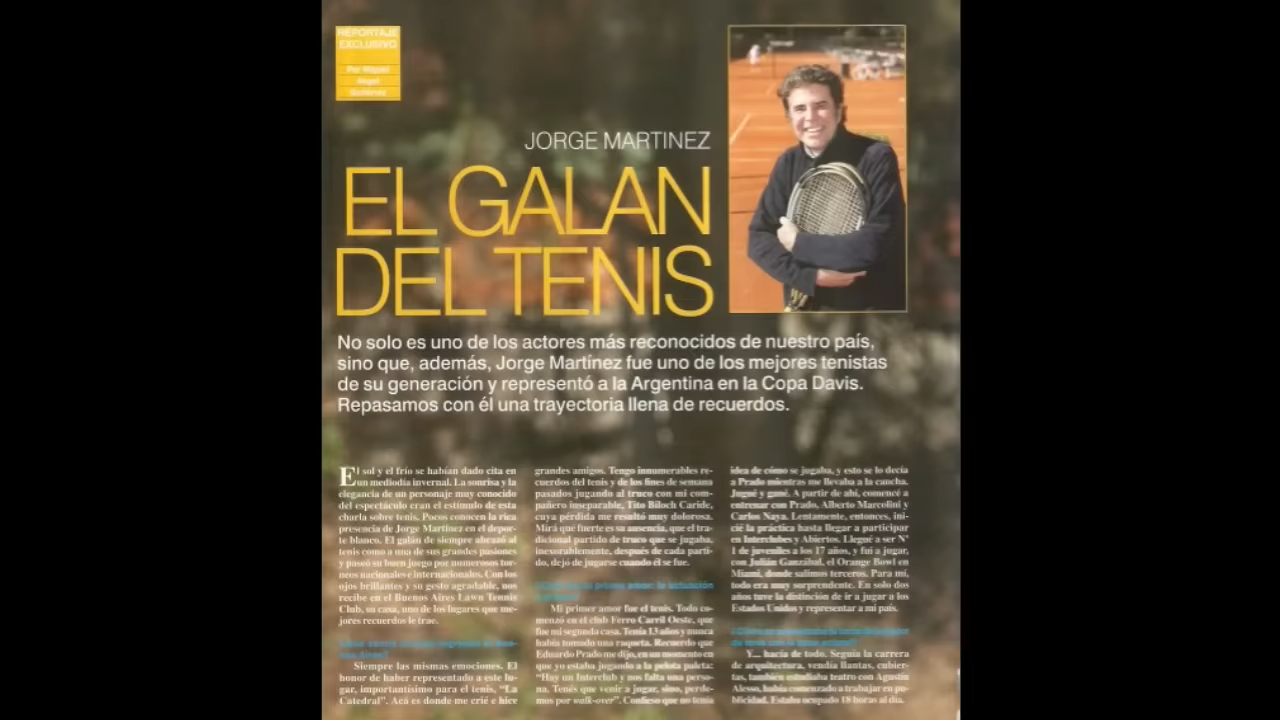 REPORTAJE
EXCLUSIVO
Por Miguel
Angel
JORGE MARTINEZ
EL GALAN
DEL TENIS
No solo es uno de los actores más reconocidos de nuestro país,
sino que, además, Jorge Martínez fue uno de los mejores tenistas
de su generación y representó a la Argentina en la Copa Davis.
Repasamos con él una trayectoria llena de recuerdos.
El sol y el frío se habían dado cita en
un mediodía invernal. La sonrisa y la
elegancia de un personaje muy conocido
del espectáculo eran el estímulo de esta
charla sobre tenis. Pocos conocen la rica
presencia de Jorge Martínez en el depor-
te blanco. El galán de siempre abrazó al
tenis como a una de sus grandes pasiones
y paseó su buen juego por numerosos tor-
neos nacionales e internacionales. Con los
ojos brillantes y su gesto agradable, nos
recibe en el Buenos Aires Lawn Tennis
Club, su casa, uno de los lugares que me-
jores recuerdos le trae.
Siempre las mismas emociones. El
honor de haber representado a este lu-
gar, importantísimo para el tenis, “La
Catedral”. Acá es donde me crié e hice
grandes amigos. Tengo innumerables re-
cuerdos del tenis y de los fines de semana
pasados jugando al truco con mi com-
pañero inseparable, Tito Biloch Caride,
cuya pérdida me resultó muy dolorosa.
Mirá qué fuerte es su ausencia, que el tra-
dicional partido de truco que se jugaba,
inexorablemente, después de cada parti-
do, dejó de jugarse cuando él se fue.
Mi primer amor fue el tenis. Todo co-
menzó en el club Ferro Carril Oeste, que
fue mi segunda casa. Tenía 13 años y nunca
había tomado una raqueta. Recuerdo que
Eduardo Prado me dijo, en un momento en
que yo estaba jugando a la pelota paleta:
“Hay un Interclub y nos falta una perso-
na. Tenés que venir a jugar, sino, perde-
mos por walk-over”. Confieso que no tenía
idea de cómo se jugaba, y esto se lo decía
a Prado mientras me llevaba a la cancha.
Jugué y gané. A partir de ahí, comencé a
entrenar con Prado, Alberto Marcolini y
Carlos Naya. Lentamente, entonces, ini-
cié la práctica hasta llegar a participar
en Interclubes y Abiertos. Llegué a ser N°
1 de juveniles a los 17 años, y fui a jugar,
con Julián Ganzábal, el Orange Bowl en
Miami, donde salimos terceros. Para mí,
todo era muy sorprendente. En solo dos
años tuve la distinción de ir a jugar a los
Estados Unidos y representar a mi país.
Y... hacía de todo. Seguía la carrera
de arquitectura, vendía llantas, cubier-
tas, también estudiaba teatro con Agustín
Alesso, había comenzado a trabajar en pu-
blicidad. Estaba ocupado 18 horas al día.